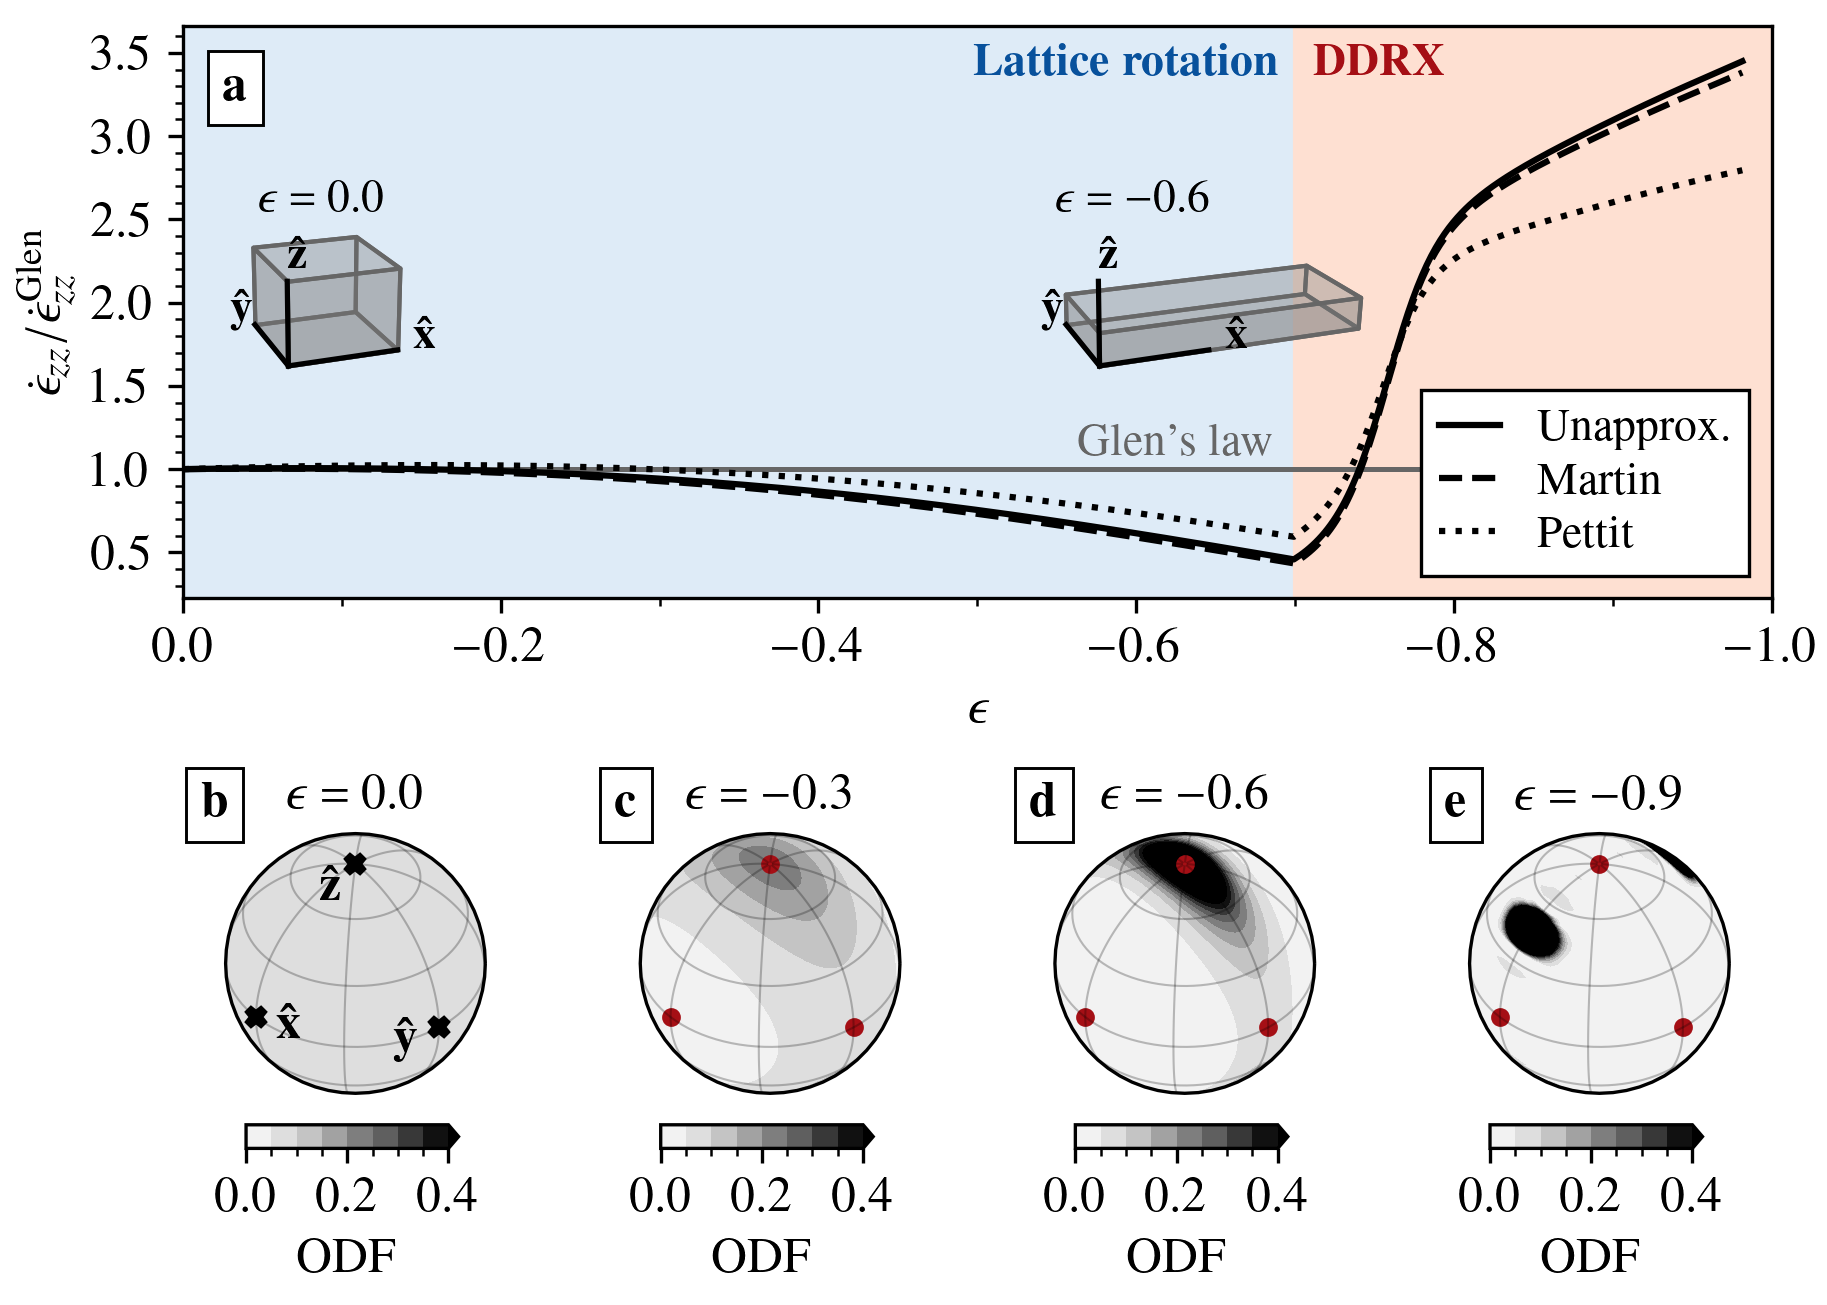 a
Lattice rotation
DDRX
3.5
3.0
2.5
2.0
1.5
1.0
0.5
ϵ̇zz/ϵ̇zzGlen
ϵ = 0.0
ẑ
ŷ
x̂
ϵ = −0.6
ẑ
ŷ
x̂
Glen's law
Unapprox.
Martin
Pettit
0.0 −0.2 −0.4 −0.6 −0.8 −1.0
ϵ
b ϵ = 0.0
c ϵ = −0.3
d ϵ = −0.6
e ϵ = −0.9
ẑ
x̂
ŷ
0.0 0.2 0.4
ODF
0.0 0.2 0.4
ODF
0.0 0.2 0.4
ODF
0.0 0.2 0.4
ODF